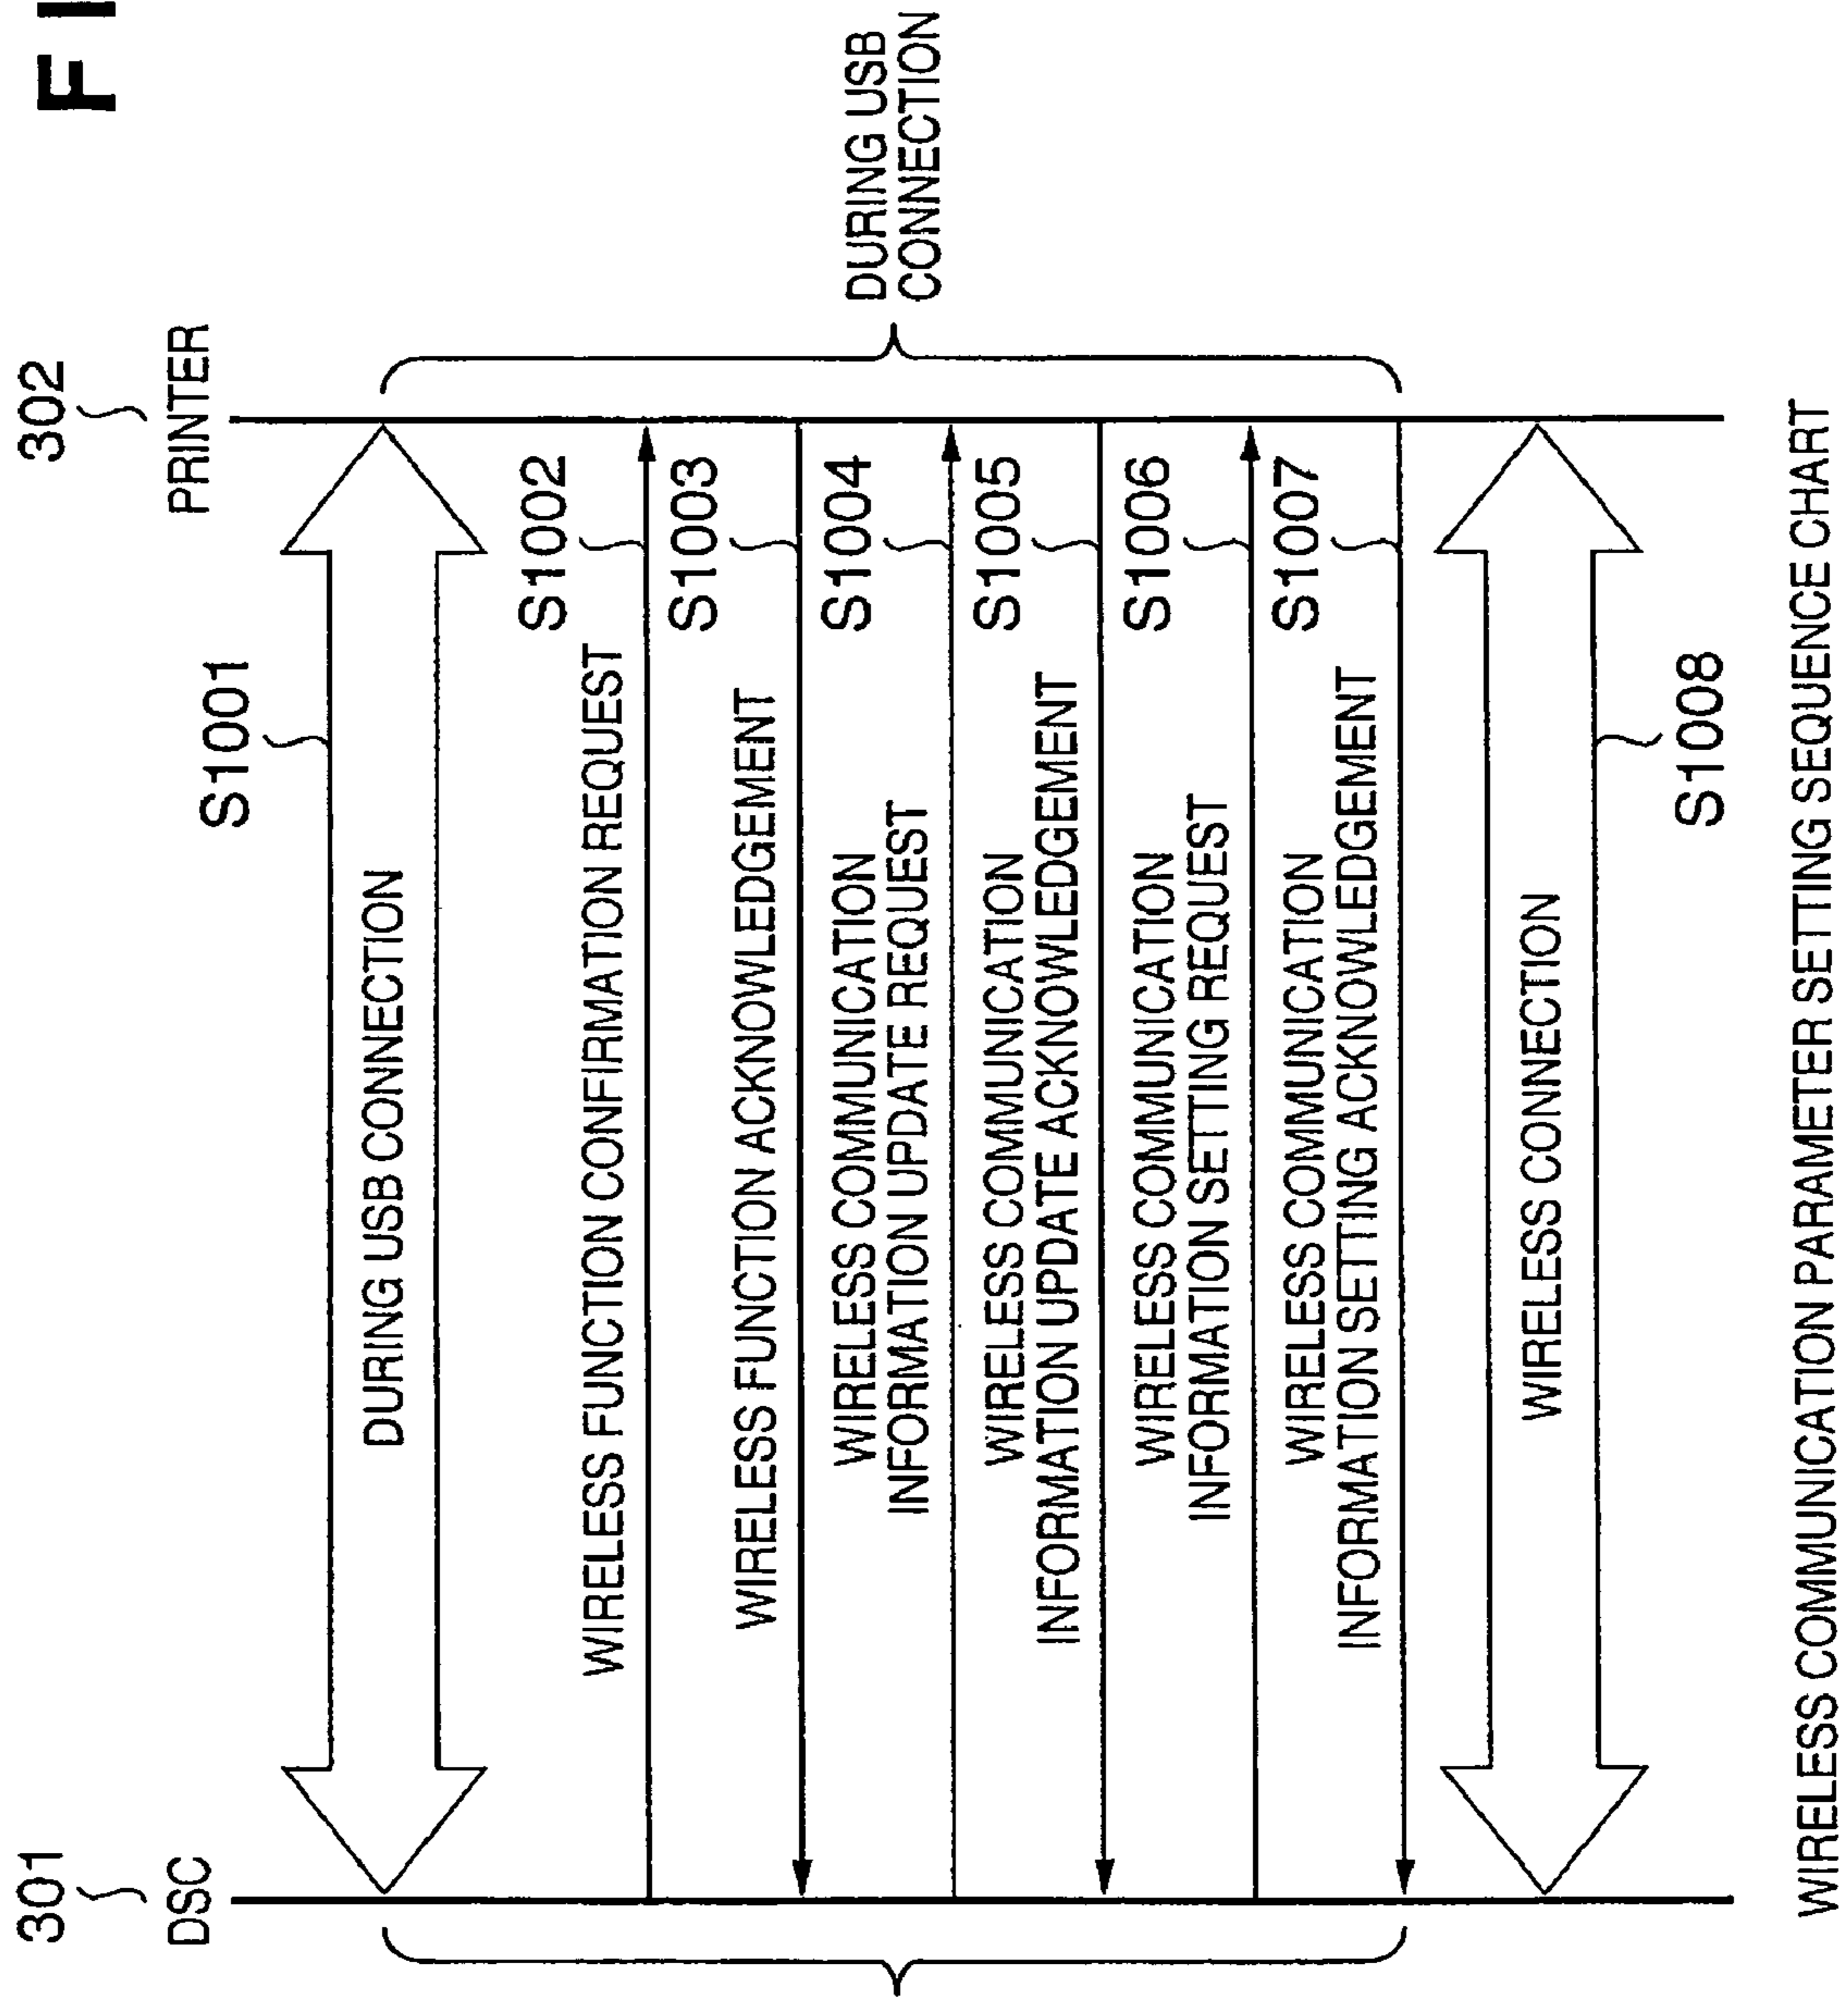 F I
301
302
DSC
PRINTER
S1001
DURING USB CONNECTION
S1002
WIRELESS FUNCTION CONFIRMATION REQUEST
S1003
WIRELESS FUNCTION ACKNOWLEDGEMENT
S1004
WIRELESS COMMUNICATION
INFORMATION UPDATE REQUEST
S1005
WIRELESS COMMUNICATION
INFORMATION UPDATE ACKNOWLEDGEMENT
S1006
WIRELESS COMMUNICATION
INFORMATION SETTING REQUEST
S1007
WIRELESS COMMUNICATION
INFORMATION SETTING ACKNOWLEDGEMENT
DURING USB
CONNECTION
WIRELESS CONNECTION
S1008
WIRELESS COMMUNICATION PARAMETER SETTING SEQUENCE CHART